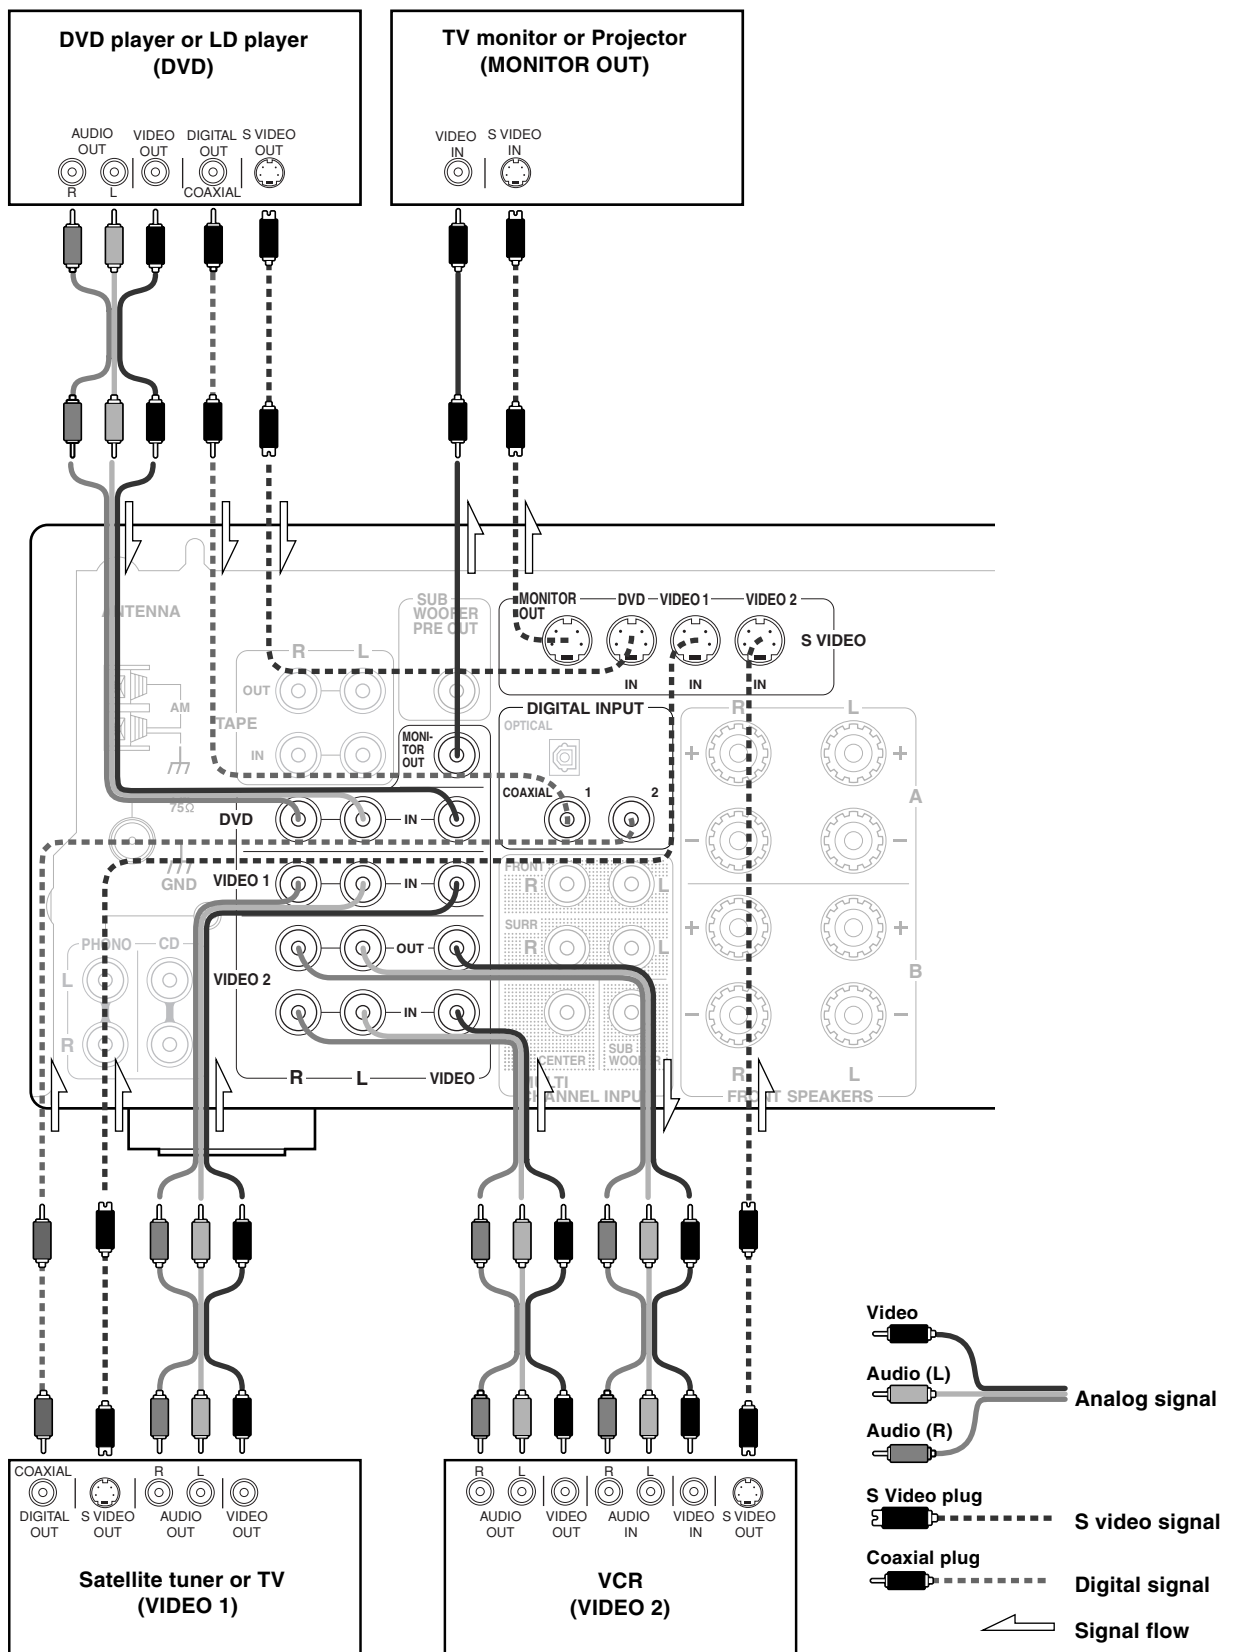 DVD player or LD player
(DVD)
AUDIO
OUT
VIDEO
OUT
DIGITAL
OUT
S VIDEO
OUT
R
L
COAXIAL
TV monitor or Projector
(MONITOR OUT)
VIDEO
IN
S VIDEO
IN
ANTENNA
AM
75Ω
GND
SUB
WOOFER
PRE OUT
R
L
OUT
TAPE
IN
MONI-
TOR
OUT
MONITOR
OUT
DVD
VIDEO 1
VIDEO 2
S VIDEO
IN
IN
IN
DIGITAL INPUT
OPTICAL
COAXIAL
1
2
DVD
IN
VIDEO 1
IN
OUT
VIDEO 2
IN
R
L
VIDEO
PHONO
CD
L
R
FRONT
R
L
SURR
R
L
CENTER
SUB
WOOFER
MULTI
CHANNEL INPUT
R
L
+
+
A
–
–
+
+
B
–
–
R
L
FRONT SPEAKERS
COAXIAL
DIGITAL
OUT
S VIDEO
OUT
R
L
AUDIO
OUT
VIDEO
OUT
Satellite tuner or TV
(VIDEO 1)
R
L
AUDIO
OUT
VIDEO
OUT
R
L
AUDIO
IN
VIDEO
IN
S VIDEO
OUT
VCR
(VIDEO 2)
Video
Audio (L)
Audio (R)
Analog signal
S Video plug
S video signal
Coaxial plug
Digital signal
Signal flow